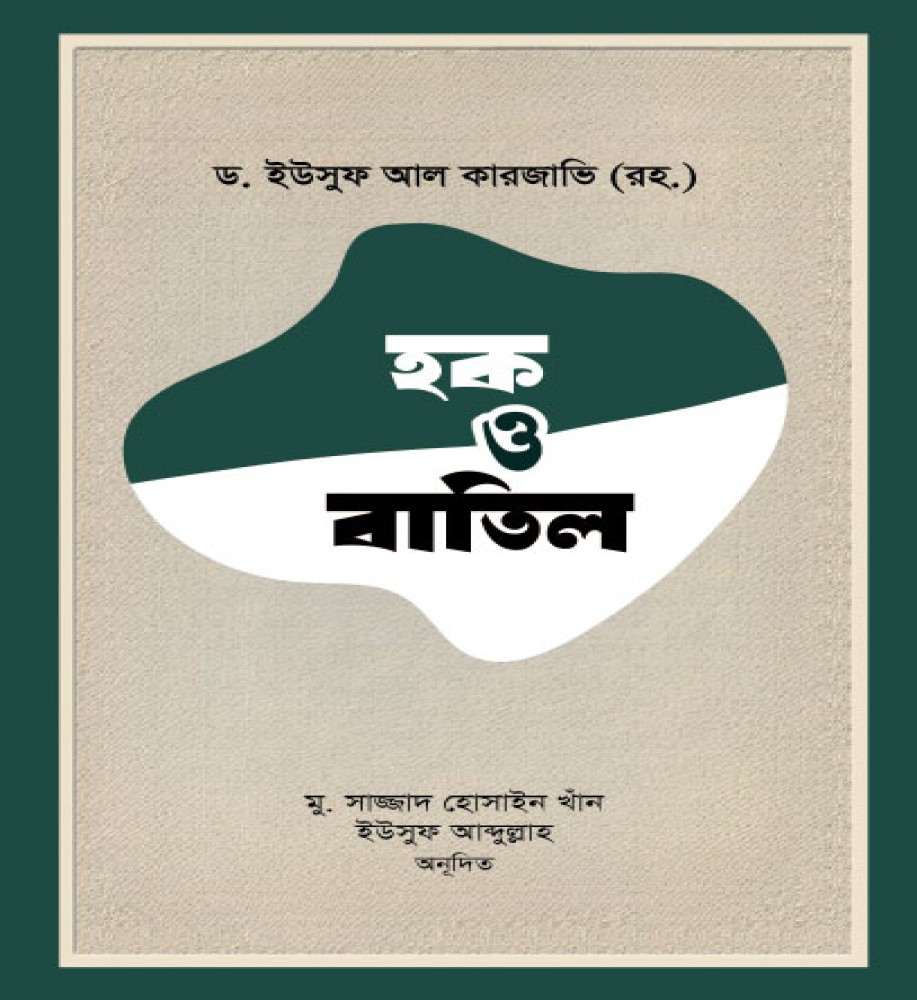 ড. ইউসুফ আল কারজাভি (রহ.)
হক
ও
বাতিল
মু. সাজ্জাদ হোসাইন খাঁন
ইউসুফ আব্দুল্লাহ
অনূদিত